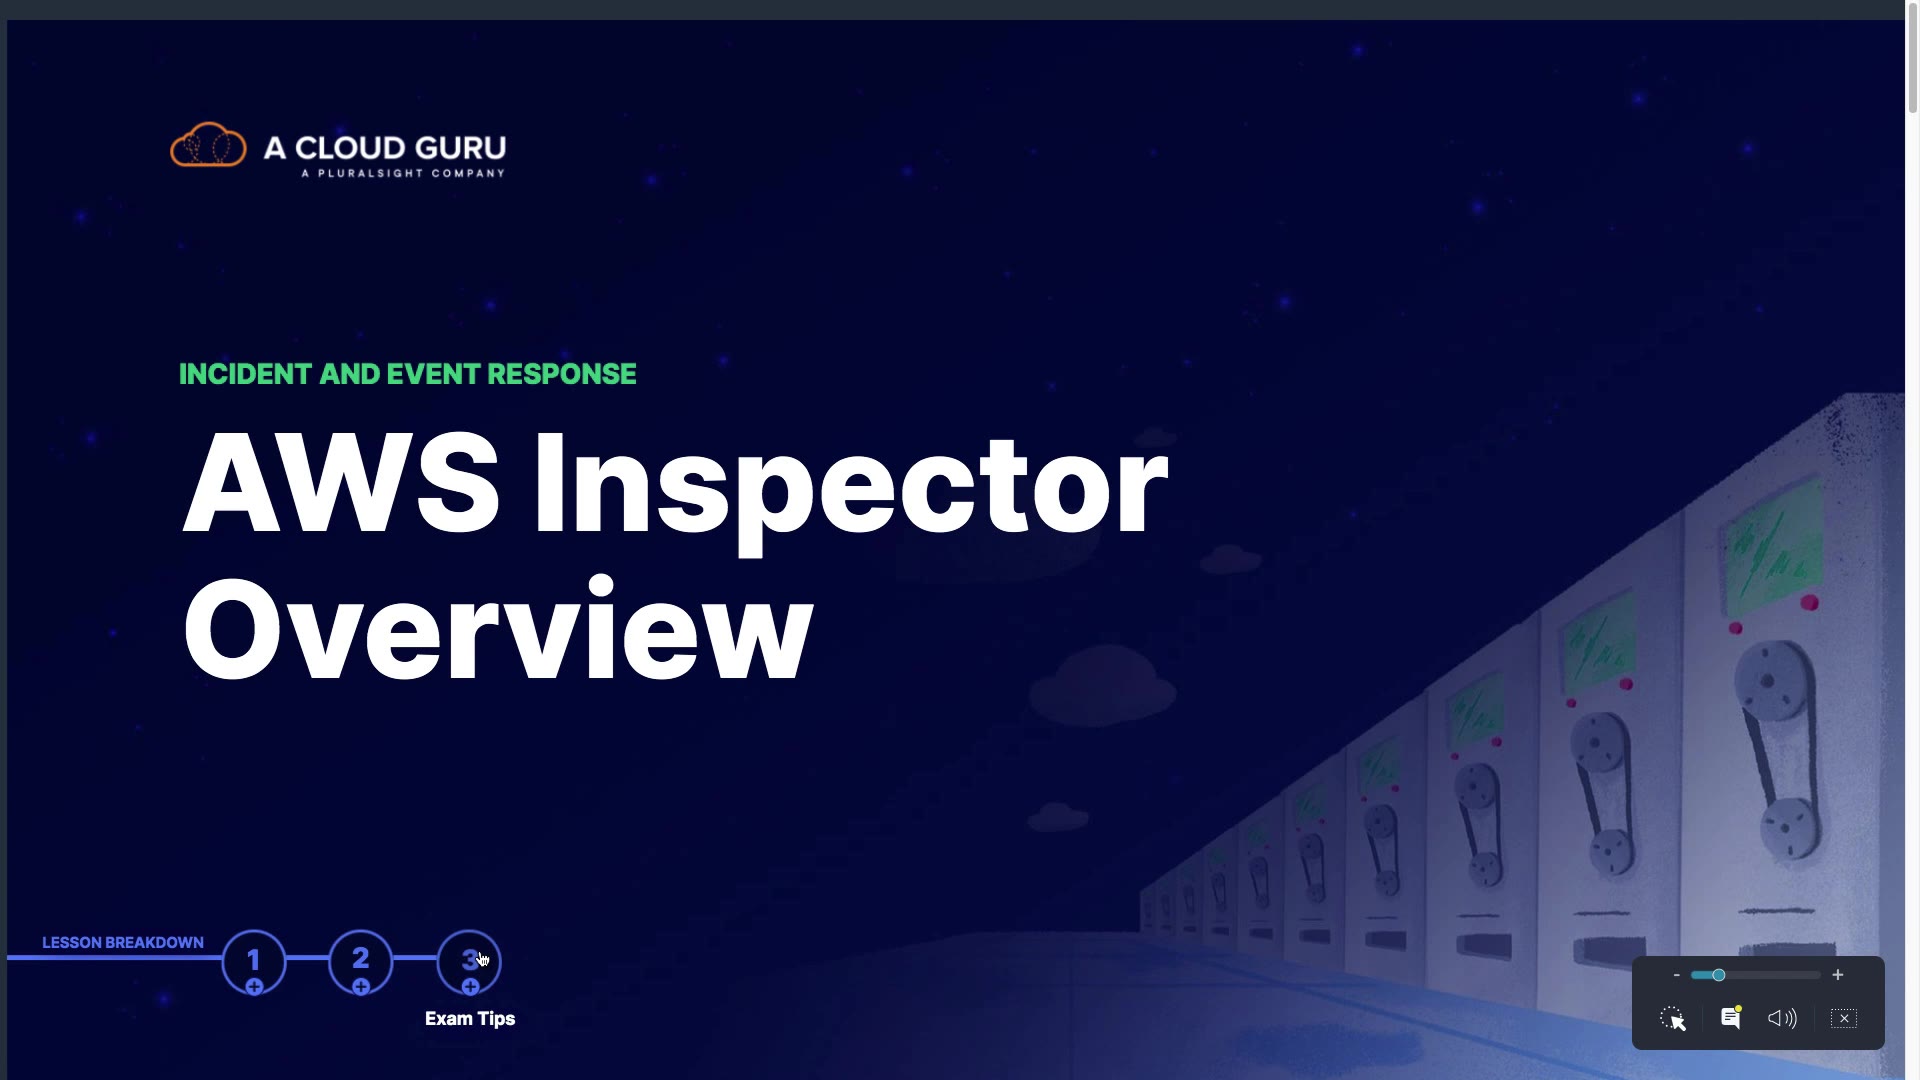 A CLOUD GURU
A PLURALSIGHT COMPANY
INCIDENT AND EVENT RESPONSE
AWS Inspector
Overview
LESSON BREAKDOWN
1
2
3
Exam Tips
- +